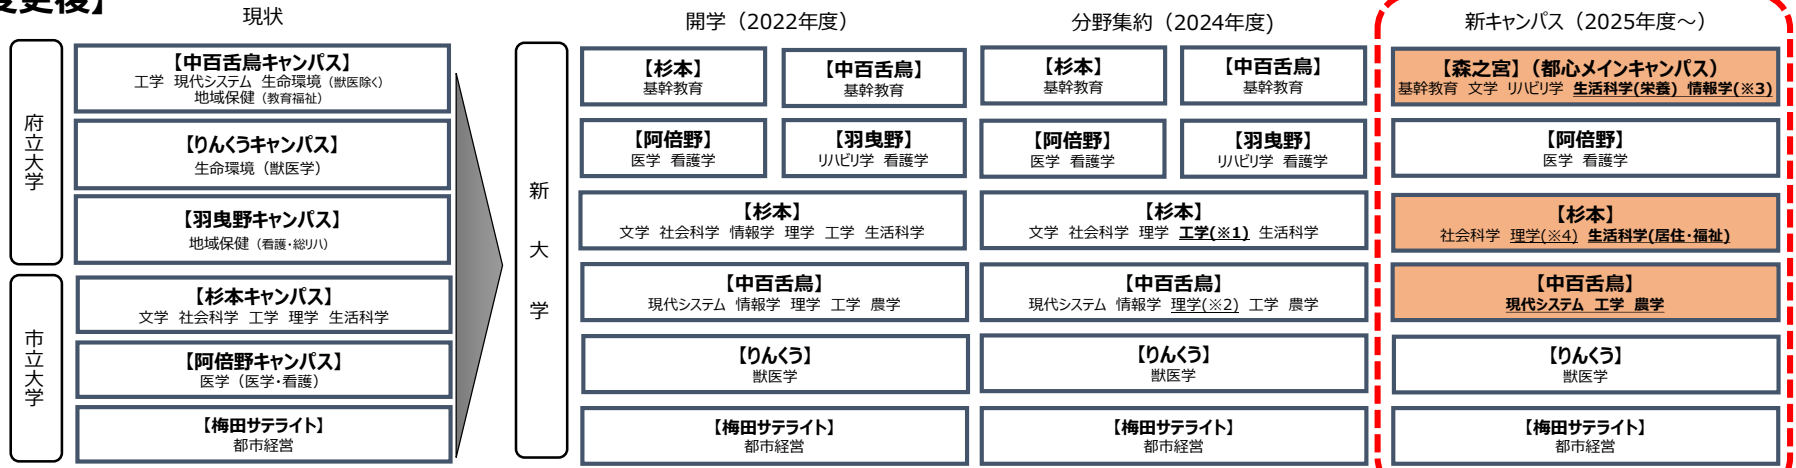 変更後】
現状
府立大学
【中百舌鳥キャンパス】
工学 現代システム 生命環境（獣医除く）
地域保健（教育福祉）
【りんくうキャンパス】
生命環境（獣医学）
【羽曳野キャンパス】
地域保健（看護・総リハ）
市立大学
【杉本キャンパス】
文学 社会科学 工学 理学 生活科学
【阿倍野キャンパス】
医学（医学・看護）
【梅田サテライト】
都市経営
新大学
開学（2022年度）
【杉本】
基幹教育
【中百舌鳥】
基幹教育
【阿倍野】
医学 看護学
【羽曳野】
リハビリ学 看護学
【杉本】
文学 社会科学 情報学 理学 工学 生活科学
【中百舌鳥】
現代システム 情報学 理学 工学 農学
【りんくう】
獣医学
【梅田サテライト】
都市経営
分野集約（2024年度）
【杉本】
基幹教育
【中百舌鳥】
基幹教育
【阿倍野】
医学 看護学
【羽曳野】
リハビリ学 看護学
【杉本】
文学 社会科学 理学 工学(※1) 生活科学
【中百舌鳥】
現代システム 情報学 理学(※2) 工学 農学
【りんくう】
獣医学
【梅田サテライト】
都市経営
新キャンパス（2025年度～）
【森之宮】（都心メインキャンパス）
基幹教育 文学 リハビリ学 生活科学(栄養) 情報学(※3)
【阿倍野】
医学 看護学
【杉本】
社会科学 理学(※4) 生活科学(居住・福祉)
【中百舌鳥】
現代システム 工学 農学
【りんくう】
獣医学
【梅田サテライト】
都市経営